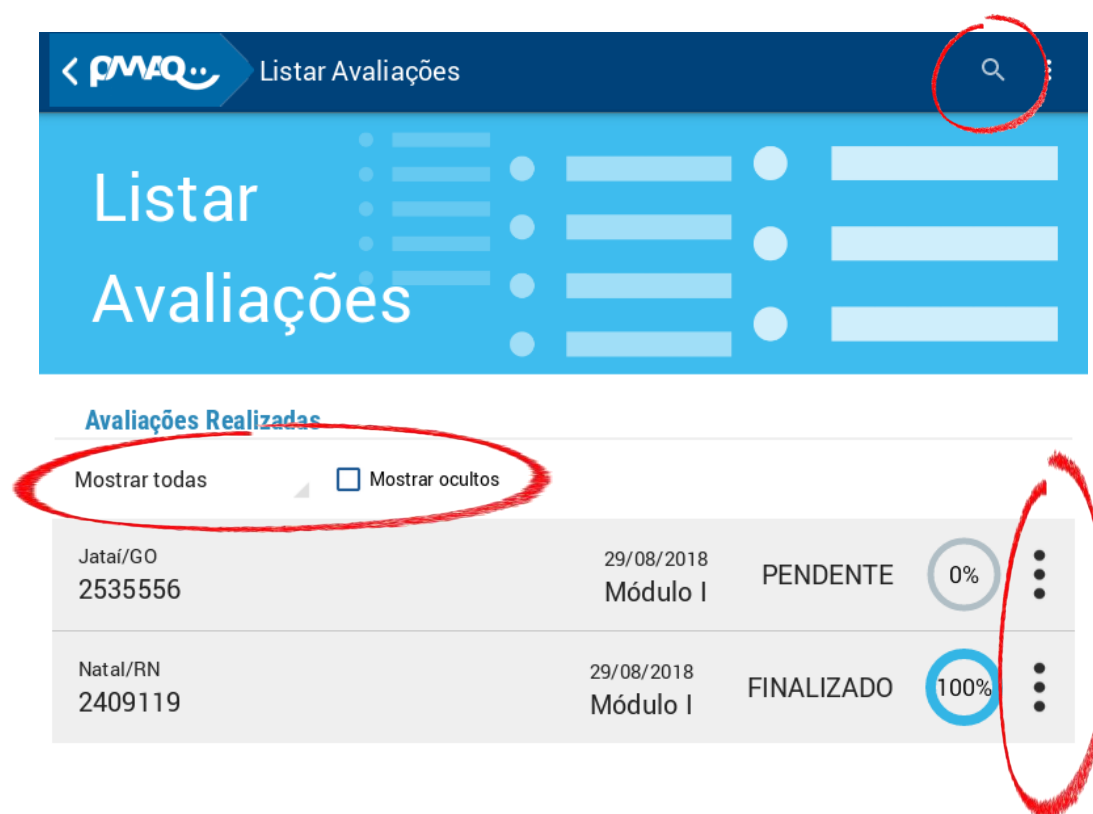 PMAQ Listar Avaliações
Listar
Avaliações
Avaliações Realizadas
Mostrar todas Mostrar ocultos
Jataí/GO 29/08/2018
2535556 Módulo I PENDENTE 0%
Natal/RN 29/08/2018
2409119 Módulo I FINALIZADO 100%